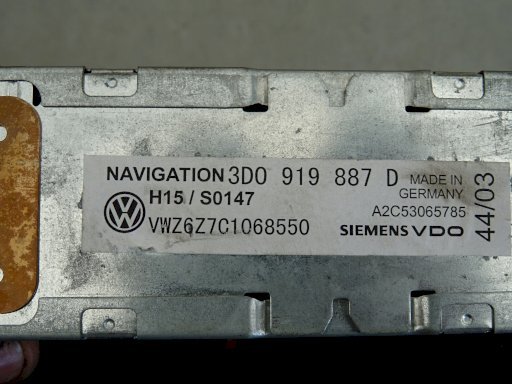 NAVIGATION 3D0 919 887 D MADE IN GERMANY
H15 / S0147
A2C53065785
VWZ6Z7C1068550
SIEMENS VDO
44/03